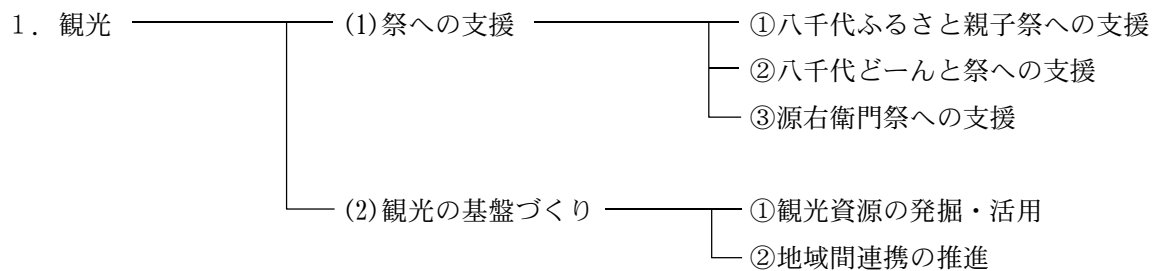 1．観光 (1)祭への支援 ①八千代ふるさと親子祭への支援
②八千代どーんと祭への支援
③源右衛門祭への支援
(2)観光の基盤づくり ①観光資源の発掘・活用
②地域間連携の推進